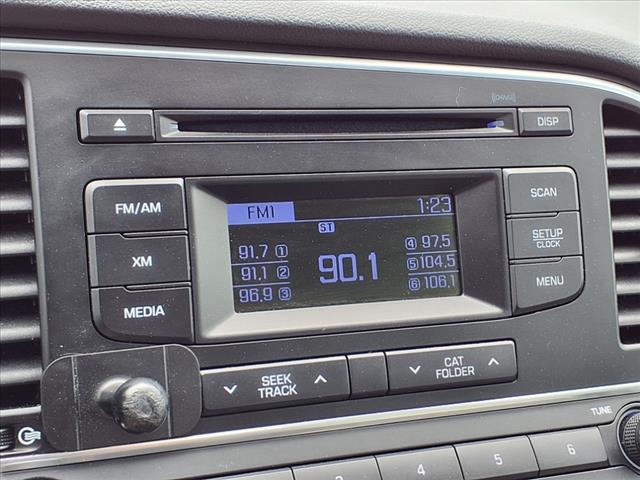 DISP
FM/AM
XM
MEDIA
FM1
1:23
ST
91.7 1
91.1 2
96.9 3
90.1
4 97.5
5 104.5
6 106.1
SCAN
SETUP
CLOCK
MENU
SEEK
TRACK
CAT
FOLDER
TUNE
4
5
6